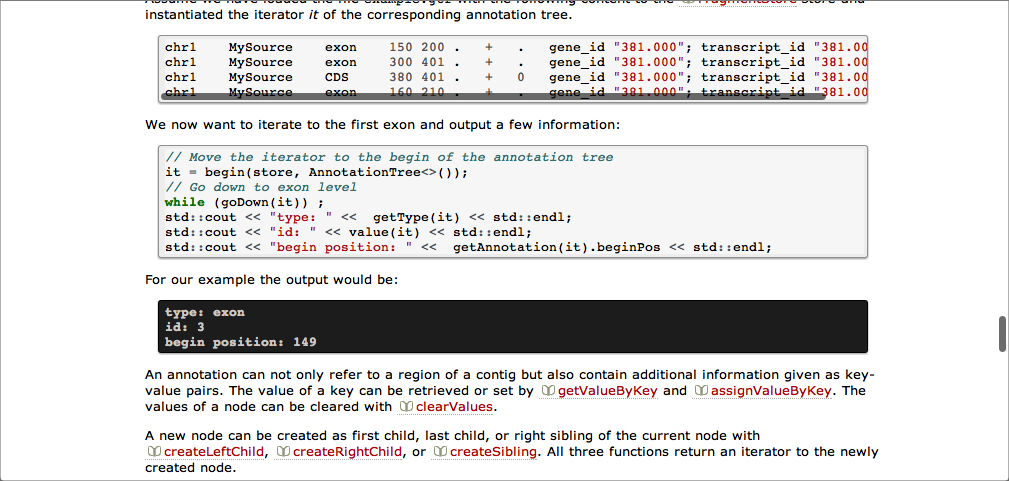 instantiated the iterator it of the corresponding annotation tree.
chr1 MySource exon 150 200 . + . gene_id "381.000"; transcript_id "381.00
chr1 MySource exon 300 401 . + . gene_id "381.000"; transcript_id "381.00
chr1 MySource CDS 380 401 . + 0 gene_id "381.000"; transcript_id "381.00
chr1 MySource exon 160 210 . + . gene_id "381.000"; transcript_id "381.00
We now want to iterate to the first exon and output a few information:
// Move the iterator to the begin of the annotation tree
it = begin(store, AnnotationTree<>());
// Go down to exon level
while (goDown(it)) ;
std::cout << "type: " <<  getType(it) << std::endl;
std::cout << "id: " << value(it) << std::endl;
std::cout << "begin position: " <<  getAnnotation(it).beginPos << std::endl;
For our example the output would be:
type: exon
id: 3
begin position: 149
An annotation can not only refer to a region of a contig but also contain additional information given as key-
value pairs. The value of a key can be retrieved or set by getValueByKey and assignValueByKey. The
values of a node can be cleared with clearValues.
A new node can be created as first child, last child, or right sibling of the current node with
createLeftChild, createRightChild, or createSibling. All three functions return an iterator to the newly
created node.